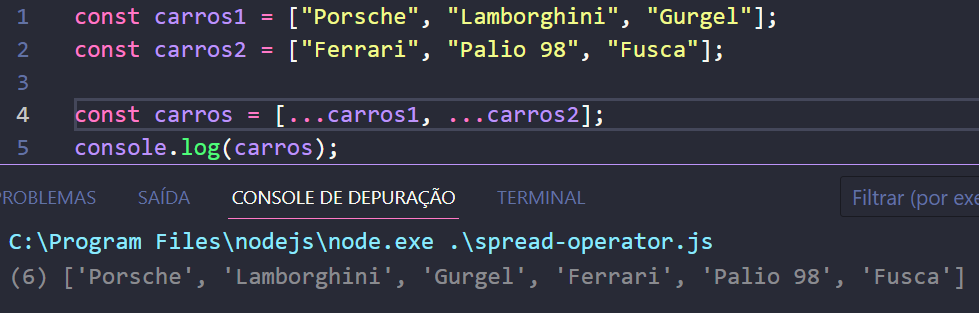 1 const carros1 = ["Porsche", "Lamborghini", "Gurgel"];
2 const carros2 = ["Ferrari", "Palio 98", "Fusca"];
3
4 const carros = [...carros1, ...carros2];
5 console.log(carros);
ROBLEMAS SAÍDA CONSOLE DE DEPURAÇÃO TERMINAL Filtrar (por exe
C:\Program Files\nodejs\node.exe .\spread-operator.js
(6) ['Porsche', 'Lamborghini', 'Gurgel', 'Ferrari', 'Palio 98', 'Fusca']